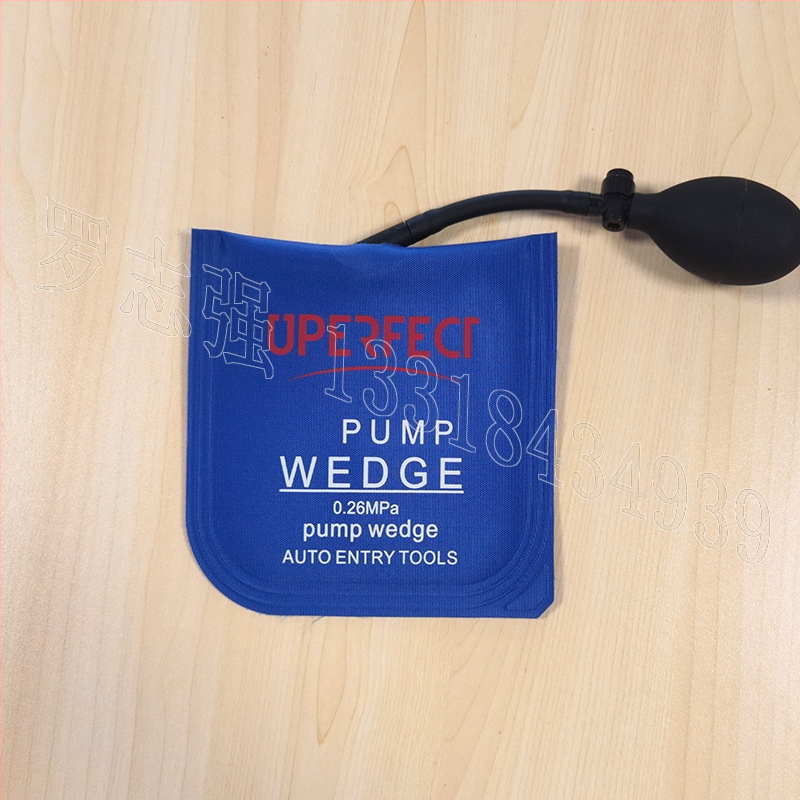 UPERFECT
PUMP
WEDGE
0.26MPa
pump wedge
AUTO ENTRY TOOLS
罗志强 13318434939